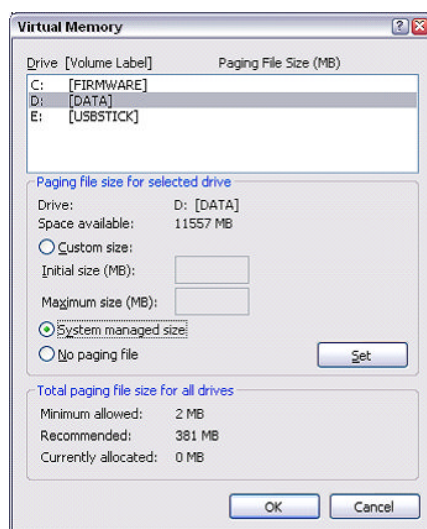 Virtual Memory
Drive [Volume Label] Paging File Size (MB)
C: [FIRMWARE]
D: [DATA]
E: [USBSTICK]
Paging file size for selected drive
Drive: D: [DATA]
Space available: 11557 MB
Custom size:
Initial size (MB):
Maximum size (MB):
System managed size
No paging file
Set
Total paging file size for all drives
Minimum allowed: 2 MB
Recommended: 381 MB
Currently allocated: 0 MB
OK Cancel